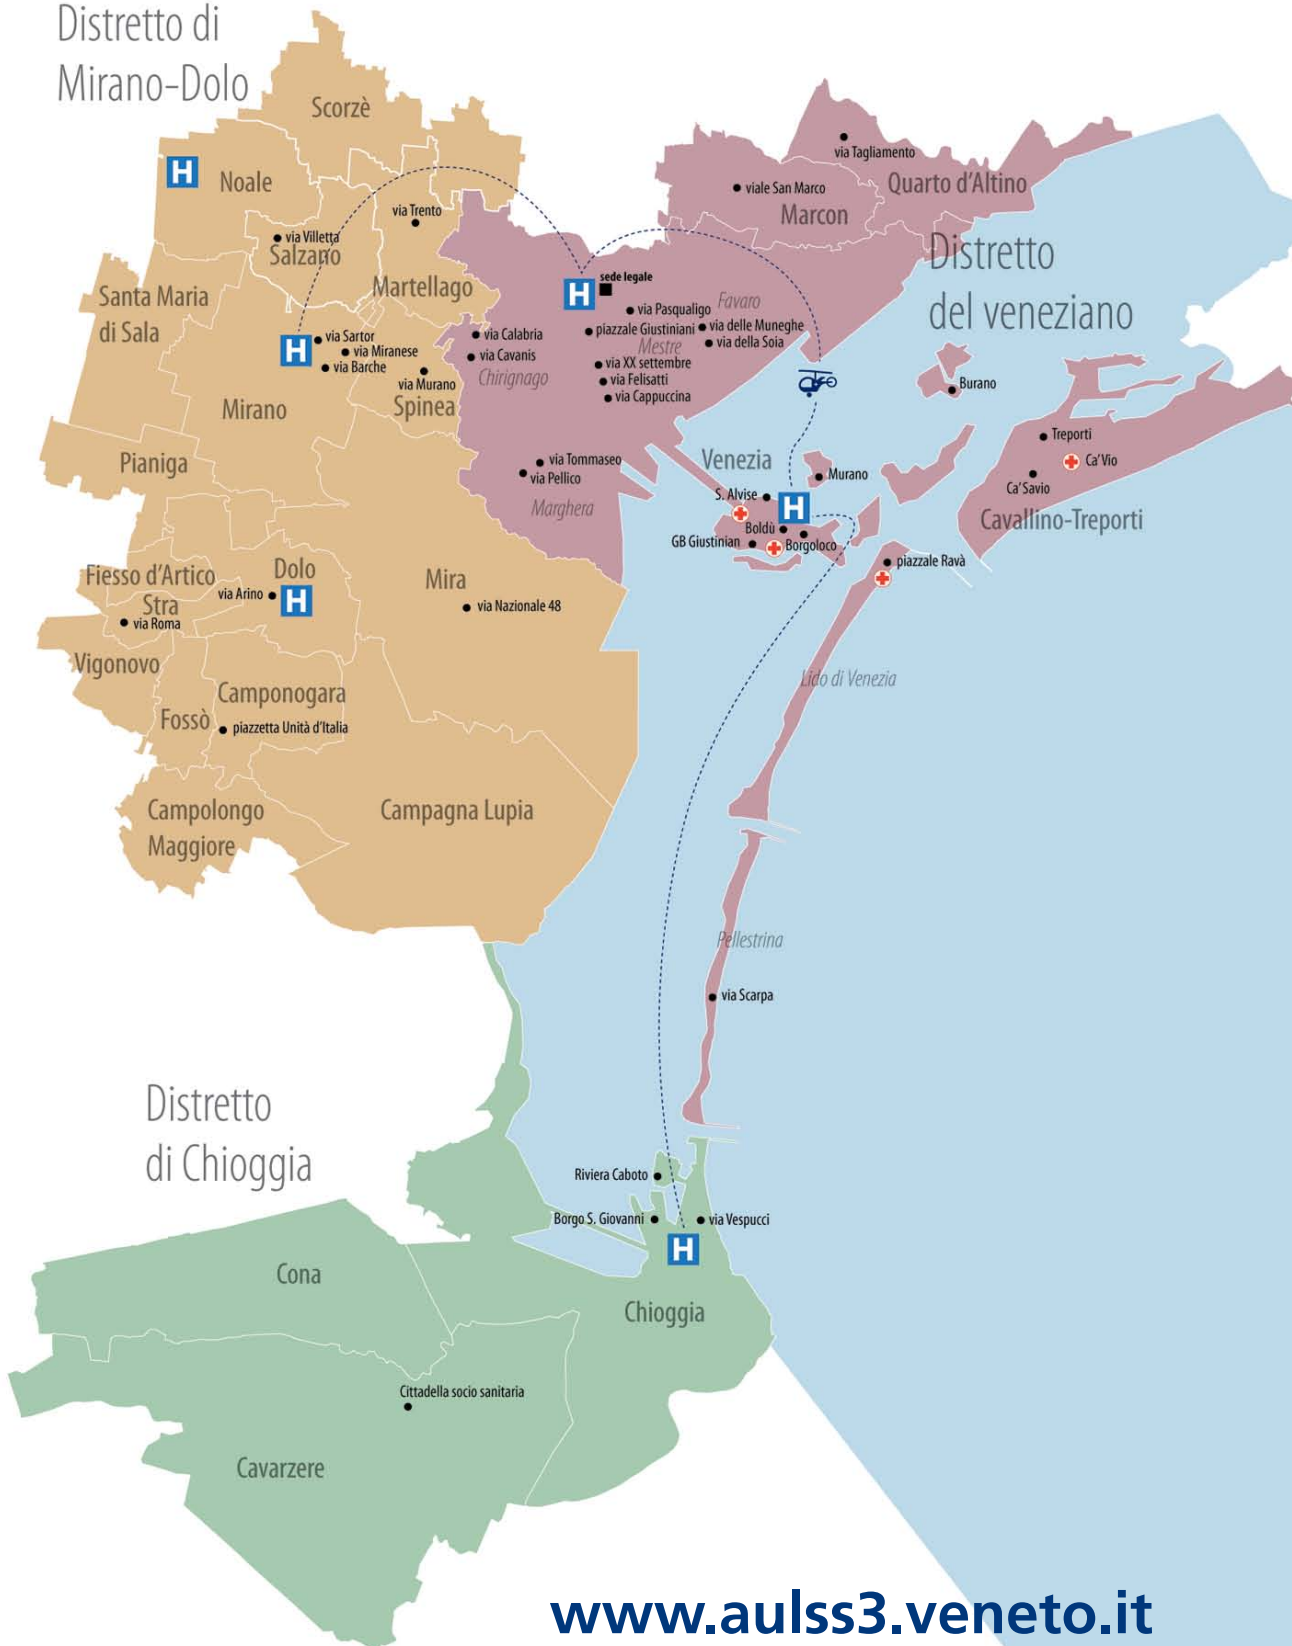 Distretto di
Mirano-Dolo
Scorzè
H
Noale
via Trento
via Villetta
Salzano
Martellago
Santa Maria
di Sala
H
via Sartor
via Miranese
via Barche
via Murano
Spinea
Mirano
Pianiga
Fiesso d'Artico
Dolo
Stra
via Arino
H
via Roma
Mira
via Nazionale 48
Vigonovo
Camponogara
Fossò
piazzetta Unità d'Italia
Campolongo
Maggiore
Campagna Lupia
via Tagliamento
Quarto d'Altino
viale San Marco
Marcon
Distretto
del veneziano
sede legale
H
Favaro
via Pasqualigo
piazzale Giustiniani
via delle Muneghe
Mestre
via della Soia
via Calabria
via Cavanis
Chirignago
via XX settembre
via Felisatti
via Cappuccina
via Tommaseo
via Pellico
Marghera
Burano
Treporti
Ca'Vio
Ca'Savio
Cavallino-Treporti
Venezia
Murano
S. Alvise
H
Boldù
GB Giustinian
Borgoloco
piazzale Ravà
Lido di Venezia
Pellestrina
via Scarpa
Distretto
di Chioggia
Riviera Caboto
Borgo S. Giovanni
via Vespucci
H
Cona
Chioggia
Cittadella socio sanitaria
Cavarzere
www.aulss3.veneto.it